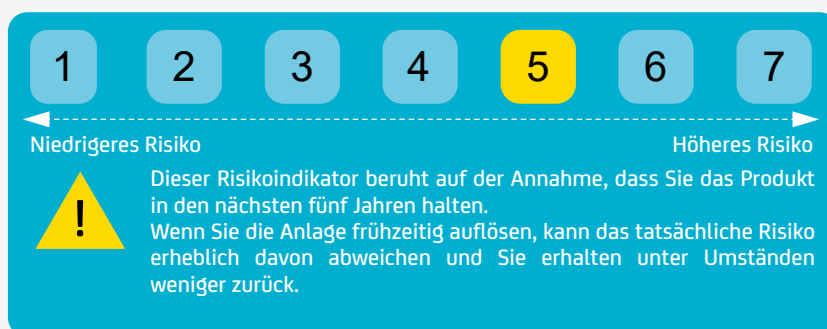 1 2 3 4 5 6 7
Niedrigeres Risiko Höheres Risiko
!
Dieser Risikoindikator beruht auf der Annahme, dass Sie das Produkt
in den nächsten fünf Jahren halten.
Wenn Sie die Anlage frühzeitig auflösen, kann das tatsächliche Risiko
erheblich davon abweichen und Sie erhalten unter Umständen
weniger zurück.